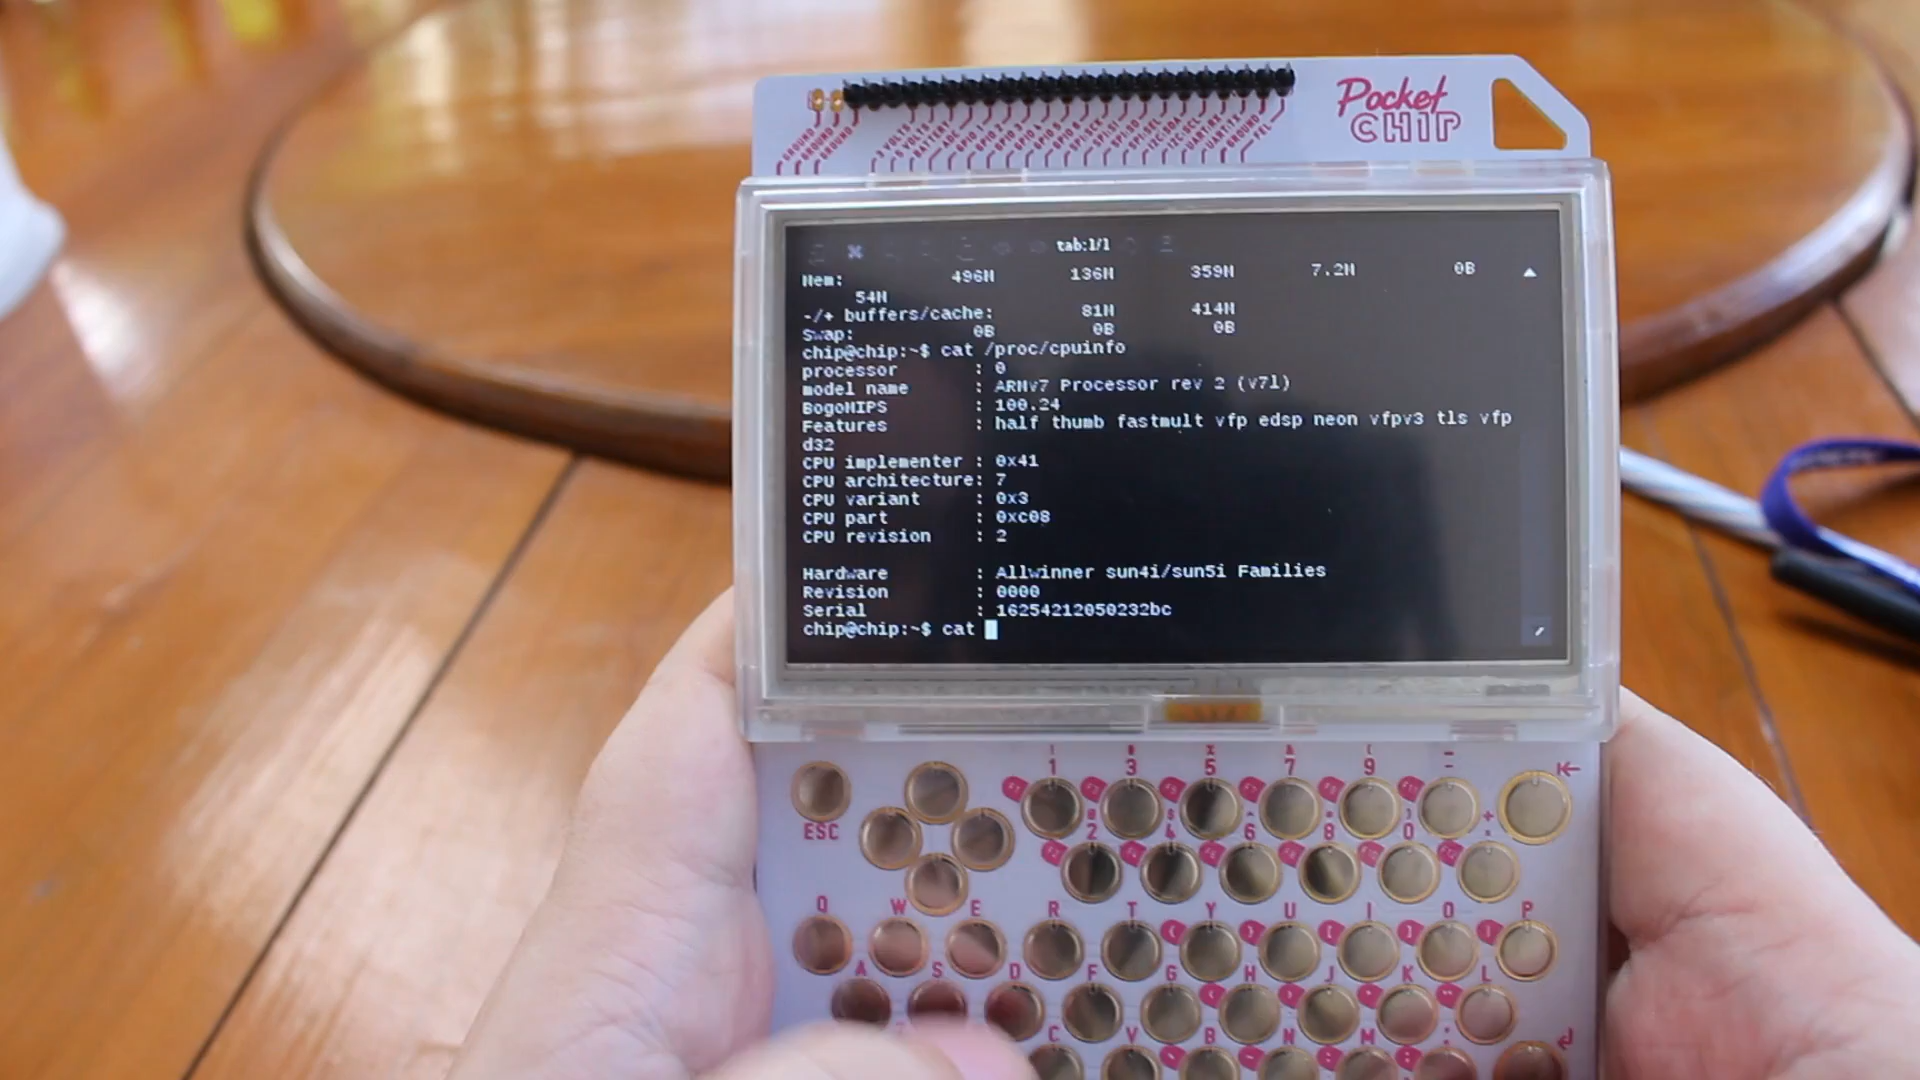 Pocket
CHIP
GROUND GROUND GROUND
tab:1/1
Mem: 496M 136M 359M 7.2M 0B
54M
-/+ buffers/cache: 81M 414M
Swap: 0B 0B 0B
chip@chip:~$ cat /proc/cpuinfo
processor : 0
model name : ARMv7 Processor rev 2 (v7l)
BogoMIPS : 100.24
Features : half thumb fastmult vfp edsp neon vfpv3 tls vfp
d32
CPU implementer : 0x41
CPU architecture: 7
CPU variant : 0x3
CPU part : 0xc08
CPU revision : 2
Hardware : Allwinner sun4i/sun5i Families
Revision : 0000
Serial : 16254212050232bc
chip@chip:~$ cat
1 3 5 7 9 -
ESC 2 4 6 8 0
Q W E R T Y U I O P
A S D F G H J K L
C V B N M